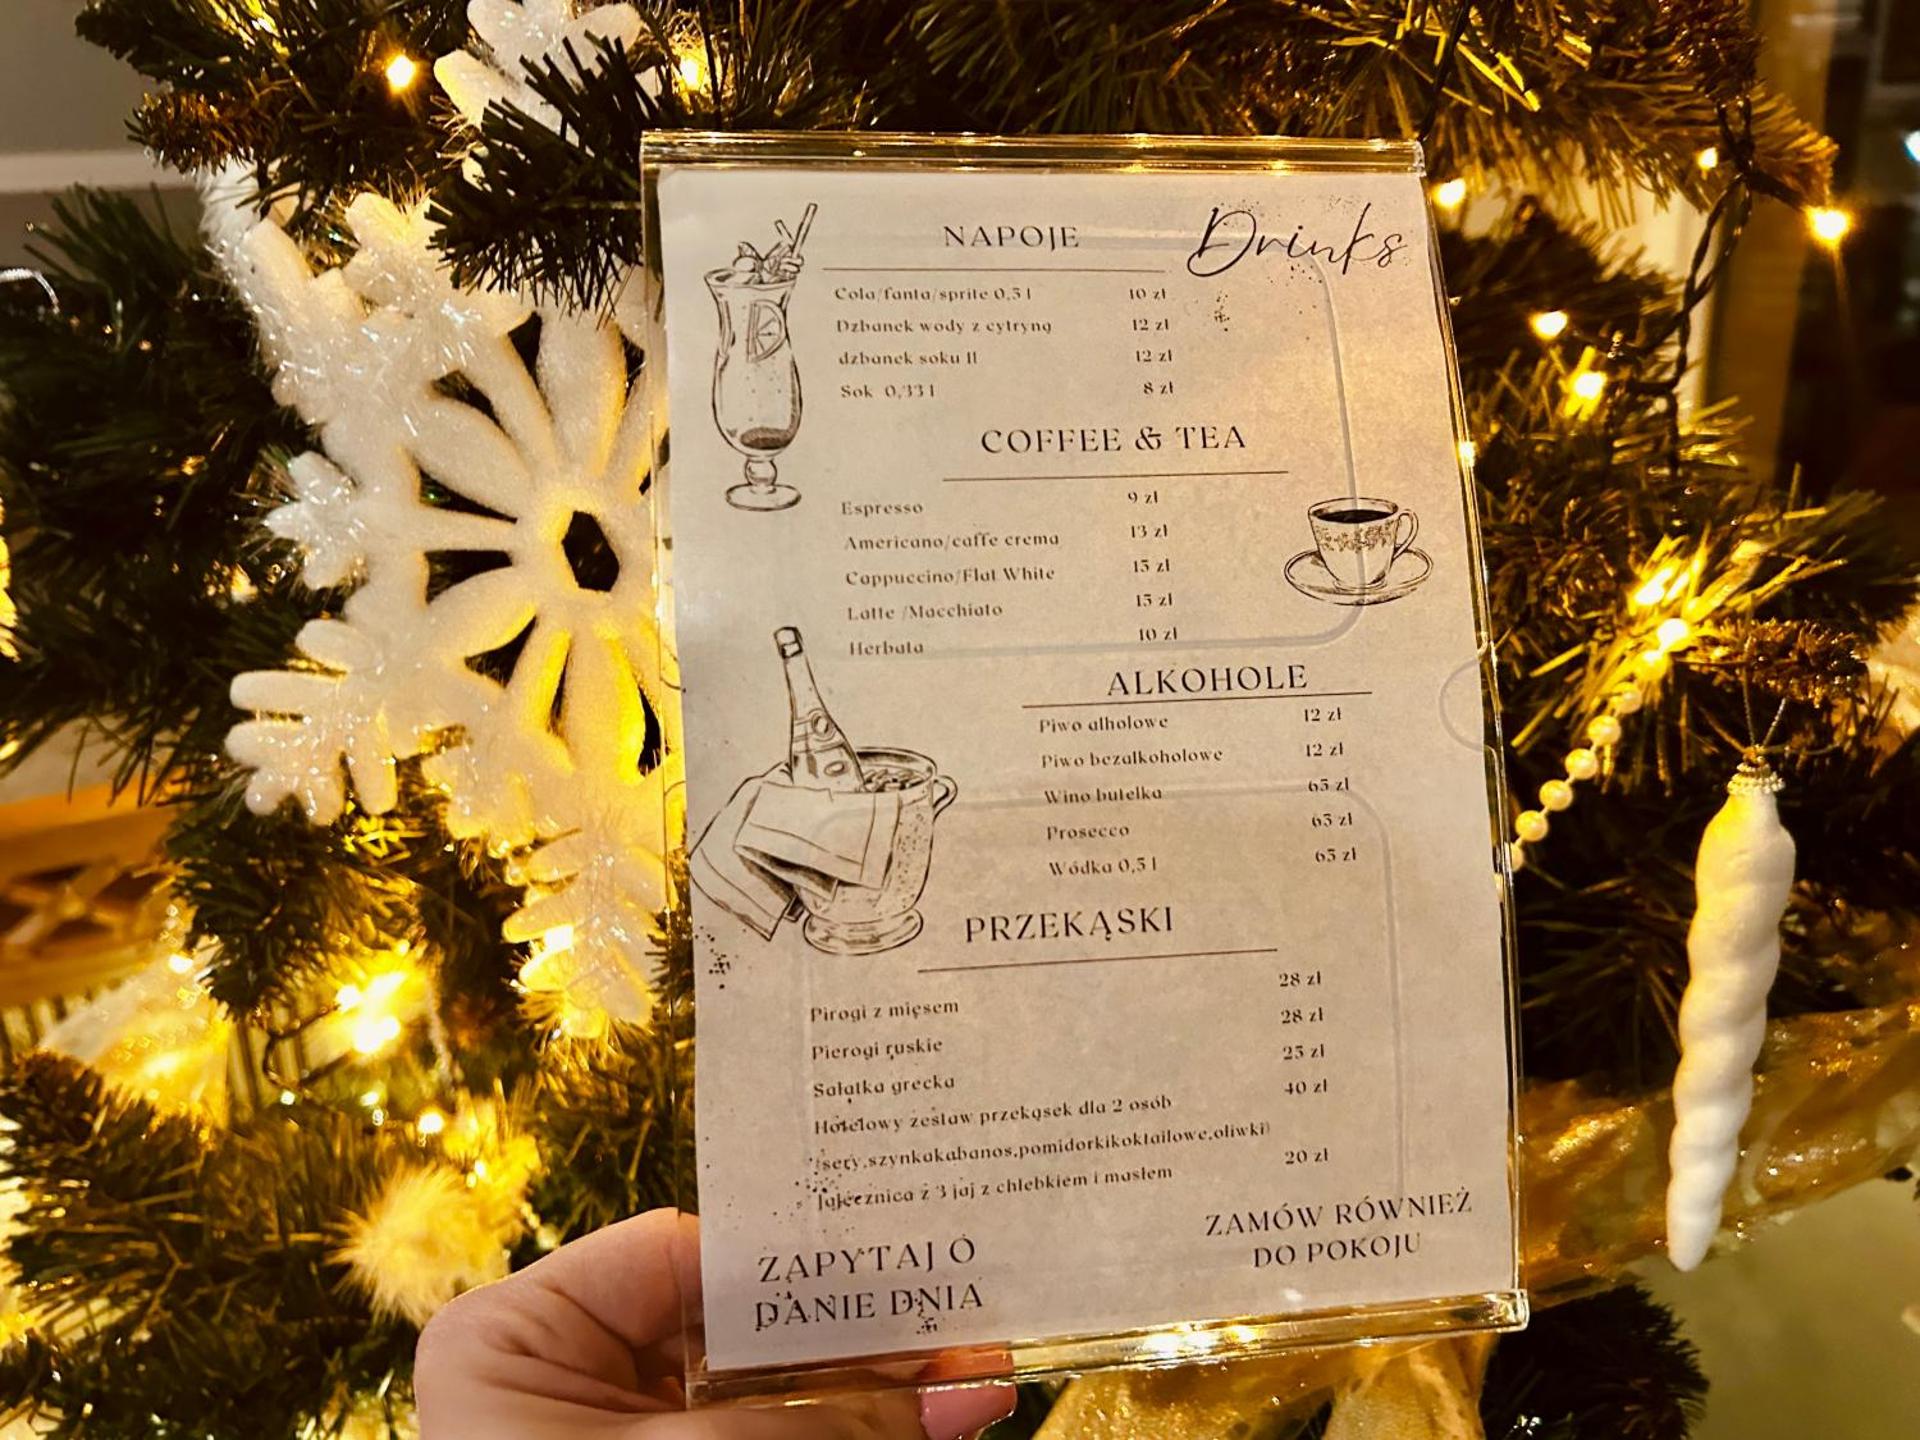 NAPOJE
Drinks
Cola/fanta/sprite 0,5 l 10 zł
Dzbanek wody z cytryną 12 zł
dzbanek soku 1l 12 zł
Sok 0,33 l 8 zł
COFFEE & TEA
Espresso 9 zł
Americano/caffe crema 13 zł
Cappuccino/Flat White 15 zł
Latte /Macchiato 15 zł
Herbata 10 zł
ALKOHOLE
Piwo alholowe 12 zł
Piwo bezalkoholowe 12 zł
Wino butelka 65 zł
Prosecco 65 zł
Wódka 0,5 l 65 zł
PRZEKĄSKI
Pirogi z mięsem 28 zł
Pierogi ruskie 28 zł
Sałatka grecka 25 zł
Hotelowy zestaw przekąsek dla 2 osób 40 zł
(sery,szynkakabanos,pomidorkikoktailowe,oliwki)
Jajecznica z 3 jaj z chlebkiem i masłem 20 zł
ZAPYTAJ O
DANIE DNIA
ZAMÓW RÓWNIEŻ
DO POKOJU